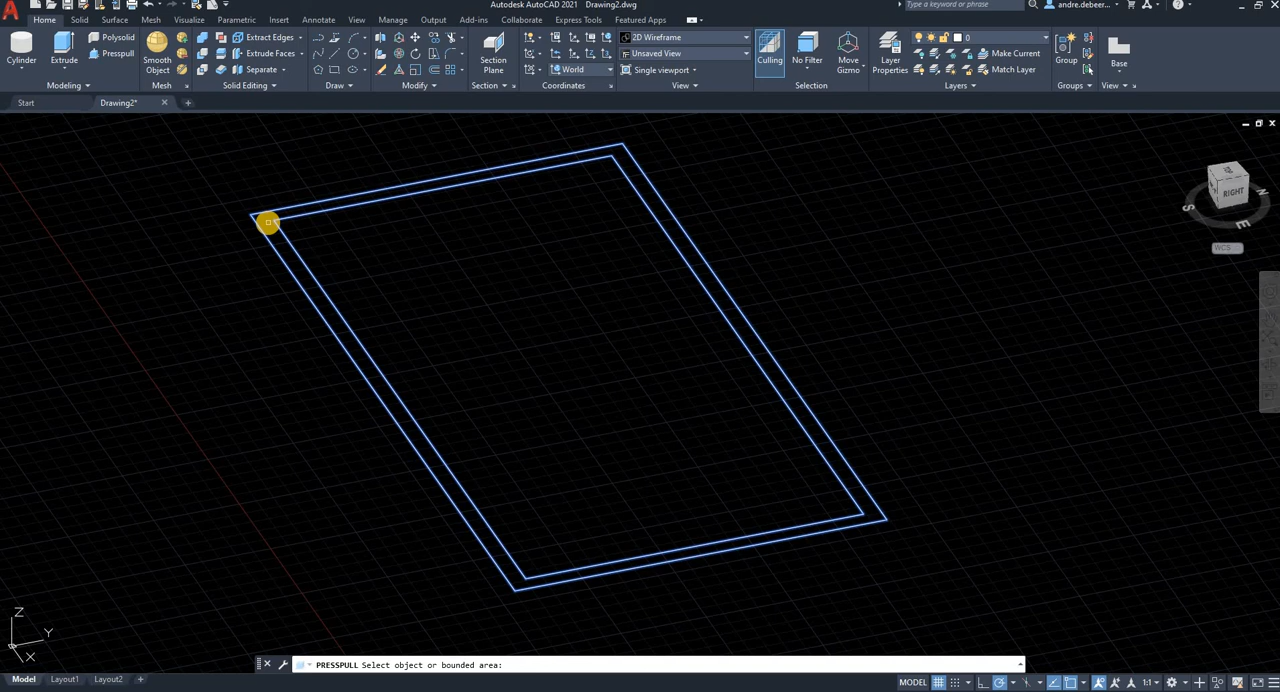 Autodesk AutoCAD 2021 Drawing2.dwg
Type a keyword or phrase
andre.debeer...
Home Solid Surface Mesh Visualize Parametric Insert Annotate View Manage Output Add-ins Collaborate Express Tools Featured Apps
Polysolid
Presspull
Cylinder
Extrude
Smooth
Object
Extrude Edges
Extrude Faces
Separate
Section
Plane
World
2D Wireframe
Unsaved View
Single viewport
Culling
No Filter
Move
Gizmo
Layer
Properties
0
Make Current
Match Layer
Group
Base
Modeling Mesh Solid Editing Draw Modify Section Coordinates View Selection Layers Groups View
Start Drawing2*
RIGHT
S
E
WCS
Z
Y
X
PRESSPULL Select object or bounded area:
Model Layout1 Layout2
MODEL
1:1